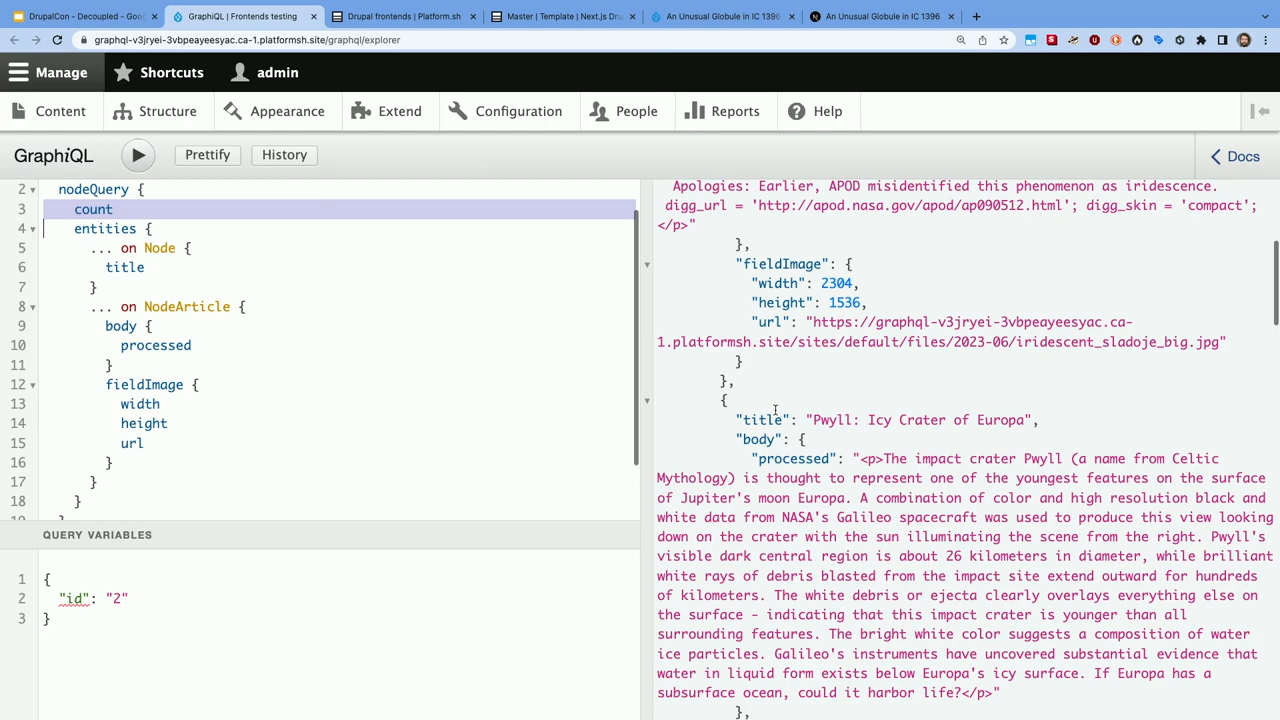 DrupalCon - Decoupled - Goo
GraphiQL | Frontends testing
Drupal frontends | Platform.sh
Master | Template | Next.js Dru
An Unusual Globule in IC 1396
An Unusual Globule in IC 1396
graphql-v3jryei-3vbpeayeesyac.ca-1.platformsh.site/graphql/explorer
Manage Shortcuts admin
Content Structure Appearance Extend Configuration People Reports Help
GraphiQL Prettify History Docs
2 nodeQuery {
3 count
4 entities {
5 ... on Node {
6 title
7 }
8 ... on NodeArticle {
9 body {
10 processed
11 }
12 fieldImage {
13 width
14 height
15 url
16 }
17 }
18 }
QUERY VARIABLES
1 {
2 "id": "2"
3 }
Apologies: Earlier, APOD misidentified this phenomenon as iridescence.
digg_url = 'http://apod.nasa.gov/apod/ap090512.html'; digg_skin = 'compact';
</p>"
},
"fieldImage": {
"width": 2304,
"height": 1536,
"url": "https://graphql-v3jryei-3vbpeayeesyac.ca-
1.platformsh.site/sites/default/files/2023-06/iridescent_sladoje_big.jpg"
}
},
{
"title": "Pwyll: Icy Crater of Europa",
"body": {
"processed": "<p>The impact crater Pwyll (a name from Celtic
Mythology) is thought to represent one of the youngest features on the surface
of Jupiter's moon Europa. A combination of color and high resolution black and
white data from NASA's Galileo spacecraft was used to produce this view looking
down on the crater with the sun illuminating the scene from the right. Pwyll's
visible dark central region is about 26 kilometers in diameter, while brilliant
white rays of debris blasted from the impact site extend outward for hundreds
of kilometers. The white debris or ejecta clearly overlays everything else on
the surface - indicating that this impact crater is younger than all
surrounding features. The bright white color suggests a composition of water
ice particles. Galileo's instruments have uncovered substantial evidence that
water in liquid form exists below Europa's icy surface. If Europa has a
subsurface ocean, could it harbor life?</p>"
},